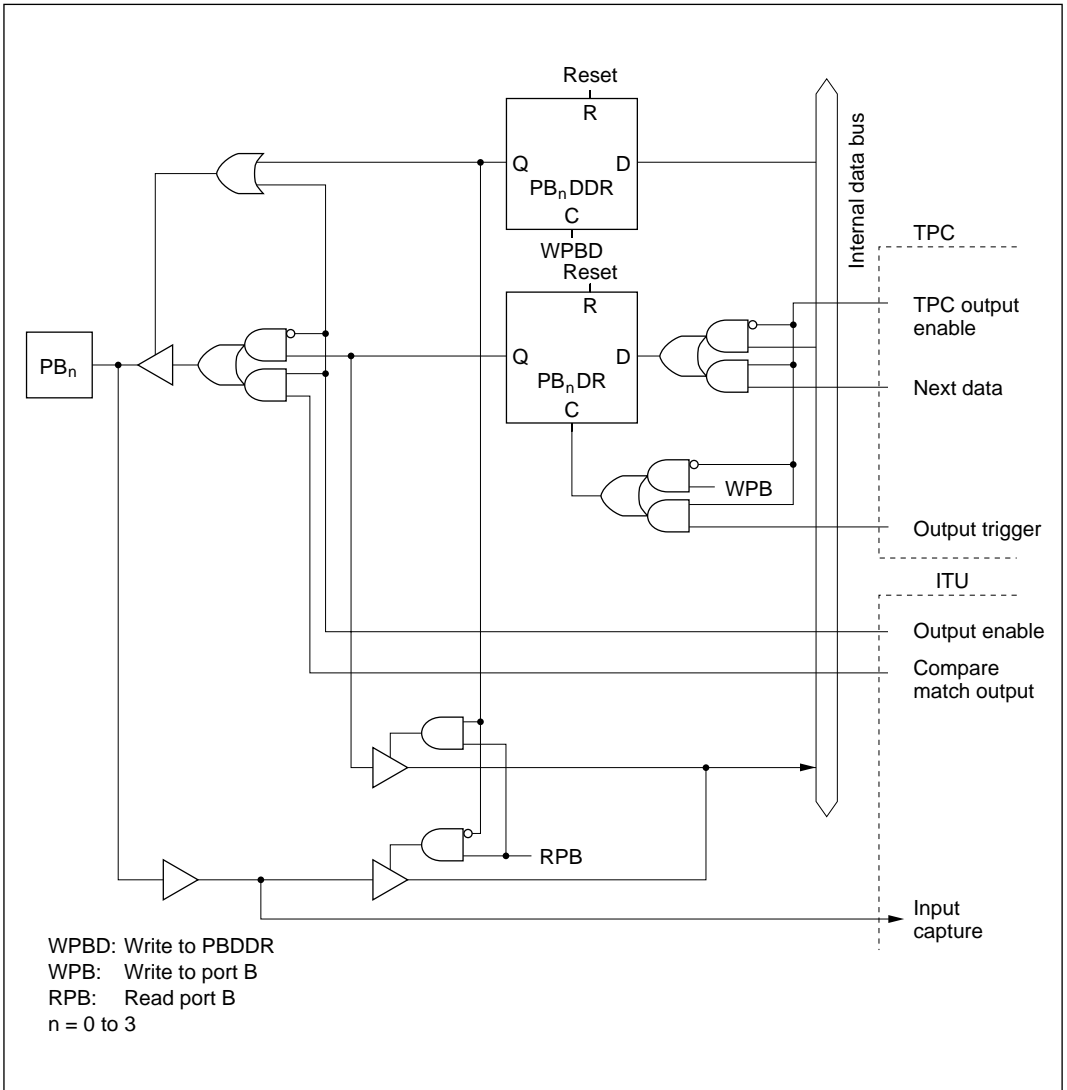 Reset
R
Q
D
PBnDDR
C
WPBD
Internal data bus
TPC
Reset
R
TPC output
enable
PBn
Q
D
PBnDR
C
Next data
WPB
Output trigger
ITU
Output enable
Compare
match output
RPB
Input
capture
WPBD: Write to PBDDR
WPB: Write to port B
RPB: Read port B
n = 0 to 3